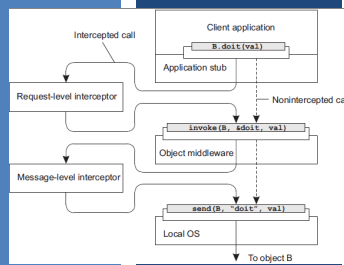 Client application
Intercepted call
B.doit(val)
Application stub
Request-level interceptor
Nonintercepted
invoke(B, &doit, val)
Object middleware
Message-level interceptor
send(B, "doit", val)
Local OS
To object B